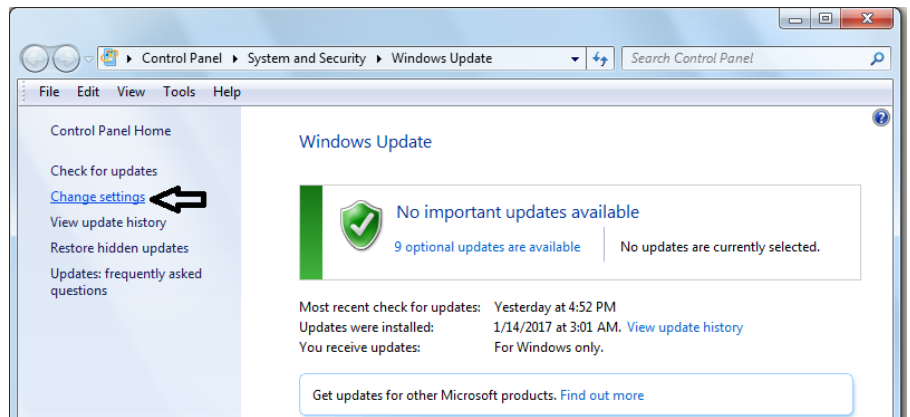 Control Panel ▸ System and Security ▸ Windows Update
Search Control Panel
File Edit View Tools Help
Control Panel Home
Check for updates
Change settings
View update history
Restore hidden updates
Updates: frequently asked
questions
Windows Update
No important updates available
9 optional updates are available
No updates are currently selected.
Most recent check for updates: Yesterday at 4:52 PM
Updates were installed: 1/14/2017 at 3:01 AM. View update history
You receive updates: For Windows only.
Get updates for other Microsoft products. Find out more